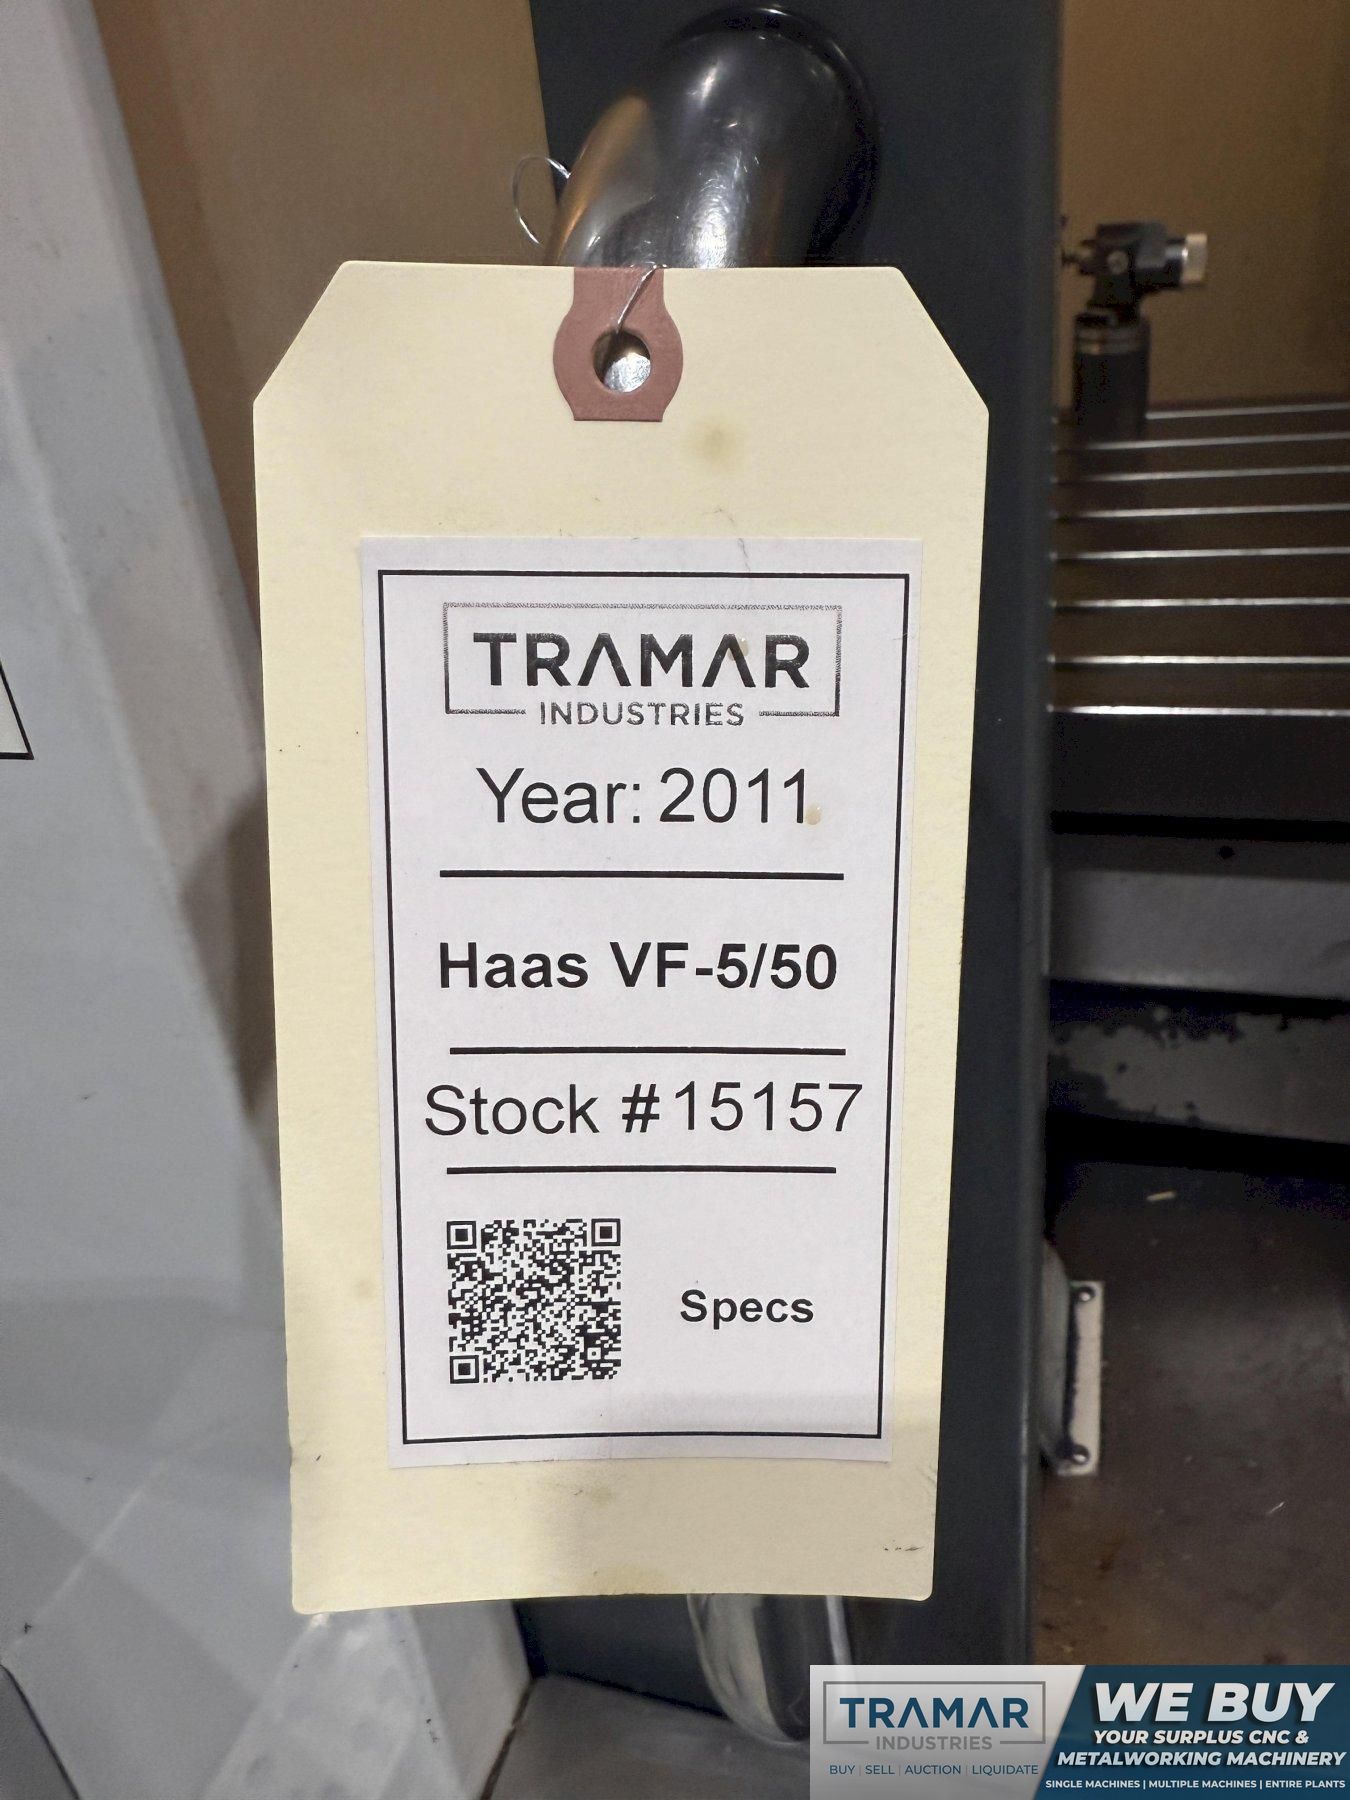 TRAMAR
INDUSTRIES
Year: 2011
Haas VF-5/50
Stock #15157
Specs
TRAMAR
INDUSTRIES
BUY | SELL | AUCTION | LIQUIDATE
WE BUY
YOUR SURPLUS CNC &
METALWORKING MACHINERY
SINGLE MACHINES | MULTIPLE MACHINES | ENTIRE PLANTS